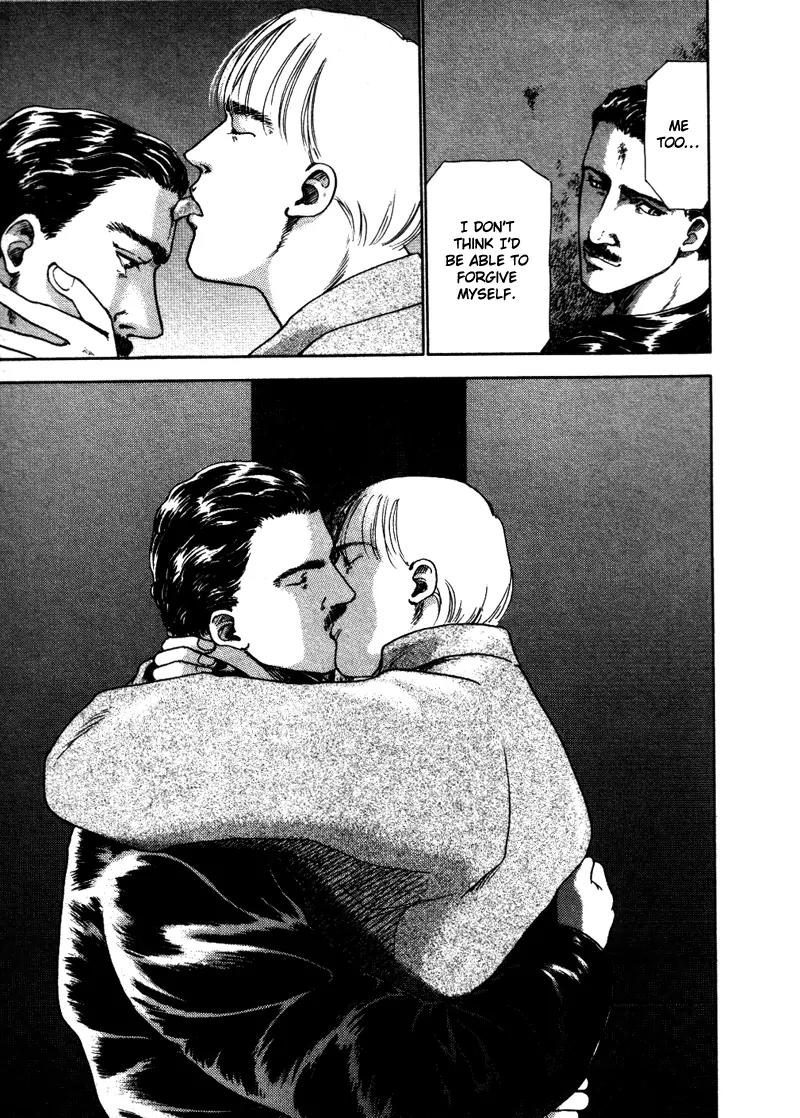 ME
TOO...
I DON'T
THINK I'D
BE ABLE TO
FORGIVE
MYSELF.